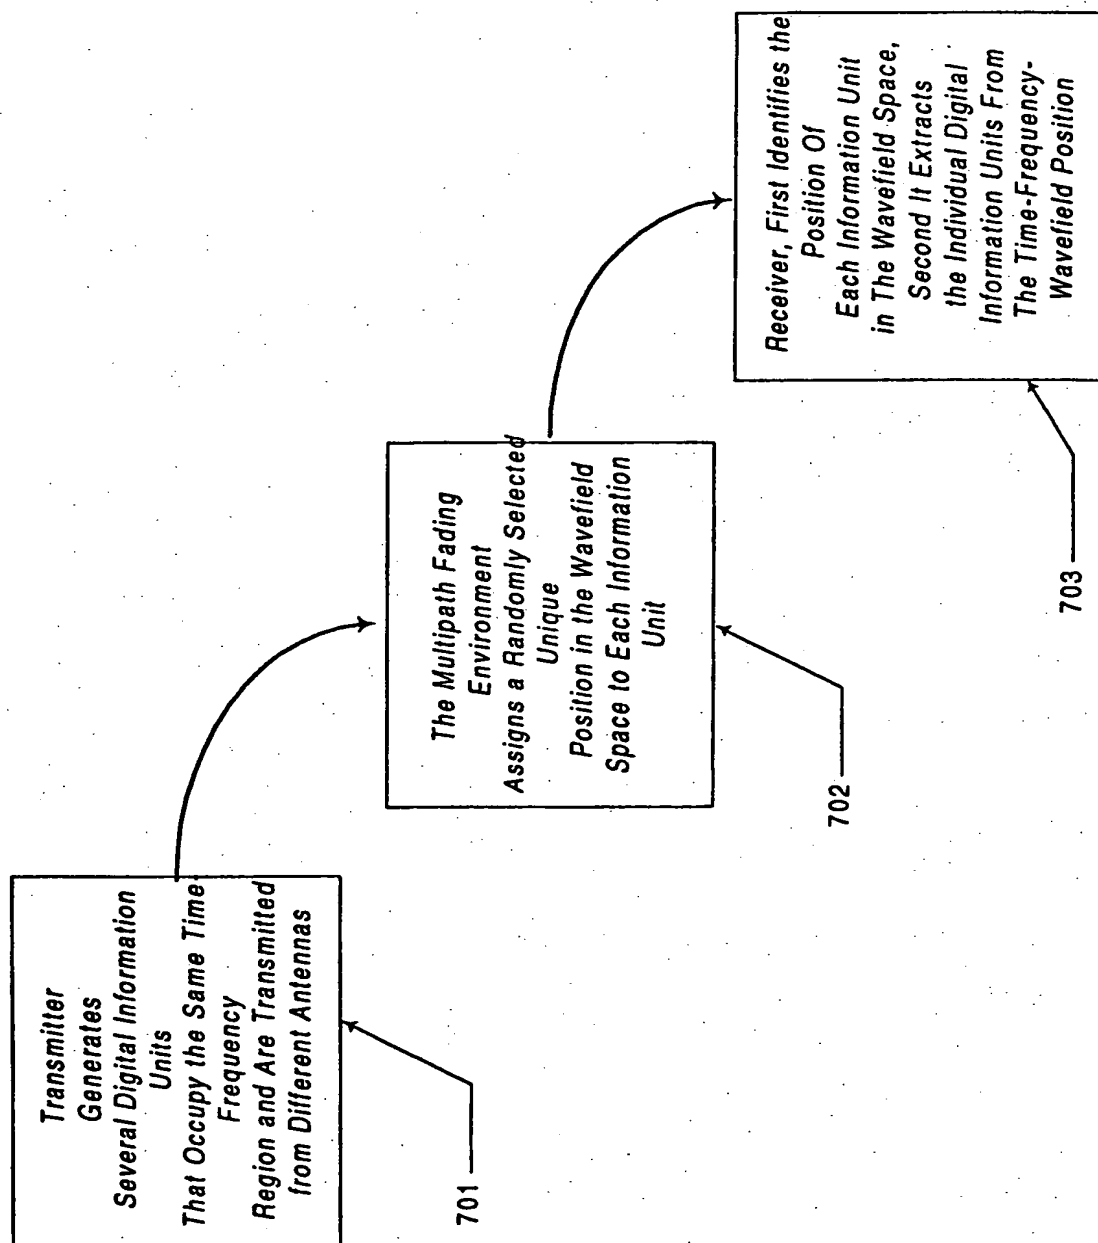 Transmitter
Generates
Several Digital Information
Units
That Occupy the Same Time-
Frequency
Region and Are Transmitted
from Different Antennas
701
The Multipath Fading
Environment
Assigns a Randomly Selected
Unique
Position in the Wavefield
Space to Each Information
Unit
702
Receiver, First Identifies the
Position Of
Each Information Unit
in The Wavefield Space,
Second It Extracts
the Individual Digital
Information Units From
The Time-Frequency-
Wavefield Position
703